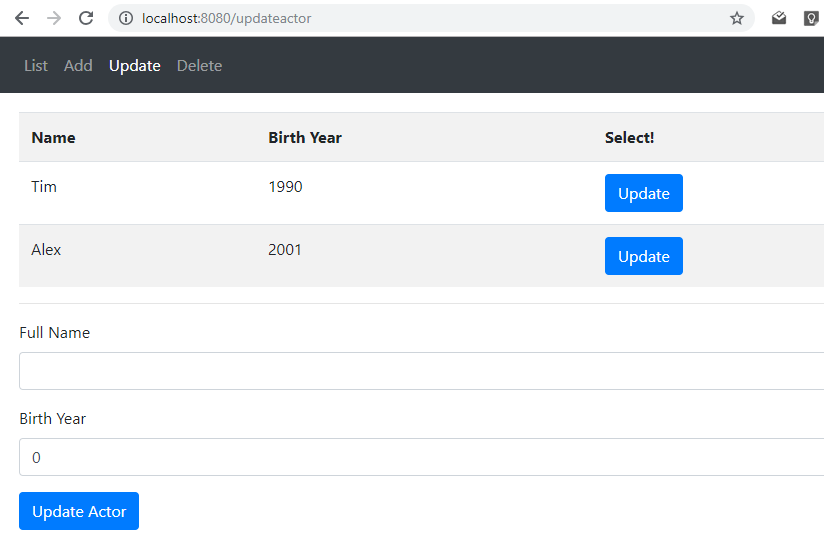 localhost:8080/updateactor
List Add Update Delete
Name Birth Year Select!
Tim 1990 Update
Alex 2001 Update
Full Name
Birth Year
0
Update Actor